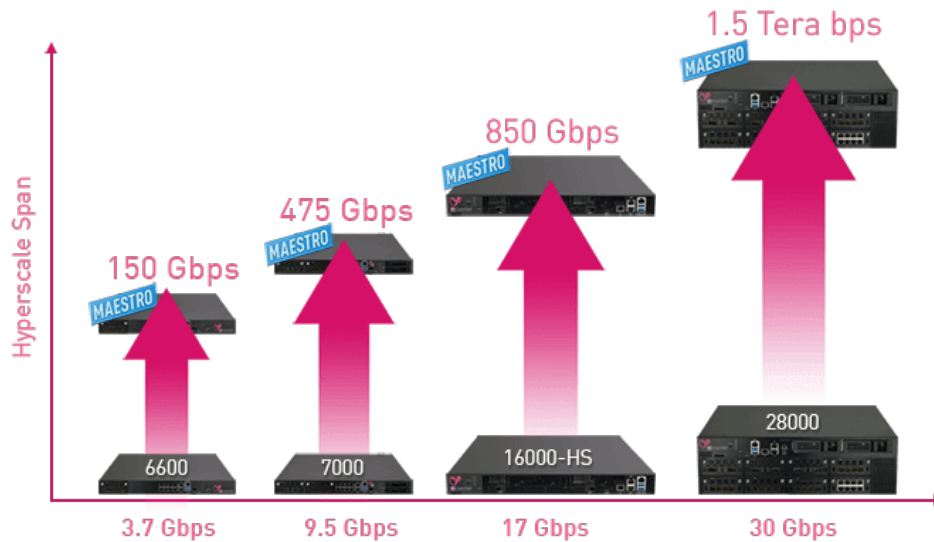 1.5 Tera bps
MAESTRO
850 Gbps
MAESTRO
475 Gbps
MAESTRO
150 Gbps
MAESTRO
Hyperscale Span
6600
7000
16000-HS
28000
3.7 Gbps
9.5 Gbps
17 Gbps
30 Gbps